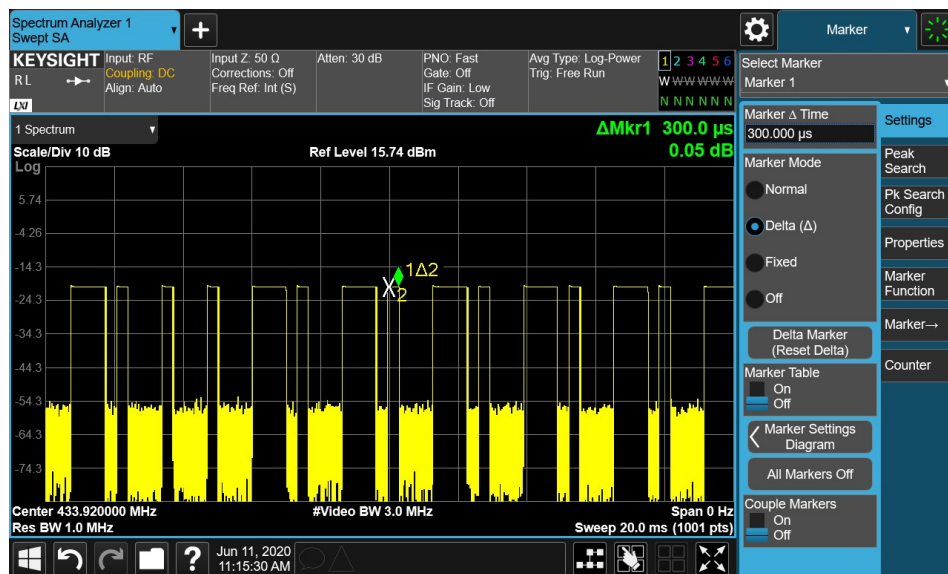 Spectrum Analyzer 1
Swept SA
+
Marker
KEYSIGHT
R L
LXI
Input: RF
Coupling: DC
Align: Auto
Input Z: 50 Ω
Corrections: Off
Freq Ref: Int (S)
Atten: 30 dB
PNO: Fast
Gate: Off
IF Gain: Low
Sig Track: Off
Avg Type: Log-Power
Trig: Free Run
1 2 3 4 5 6
W W W W W W
N N N N N N
Select Marker
Marker 1
1 Spectrum
ΔMkr1 300.0 µs
0.05 dB
Scale/Div 10 dB
Ref Level 15.74 dBm
Log
5.74
-4.26
-14.3
-24.3
-34.3
-44.3
-54.3
-64.3
-74.3
1Δ2
X
2
Center 433.920000 MHz
#Video BW 3.0 MHz
Span 0 Hz
Res BW 1.0 MHz
Sweep 20.0 ms (1001 pts)
Marker Δ Time
300.000 µs
Marker Mode
Normal
Delta (Δ)
Fixed
Off
Delta Marker
(Reset Delta)
Marker Table
On
Off
Marker Settings
Diagram
All Markers Off
Couple Markers
On
Off
Settings
Peak
Search
Pk Search
Config
Properties
Marker
Function
Marker→
Counter
?
Jun 11, 2020
11:15:30 AM